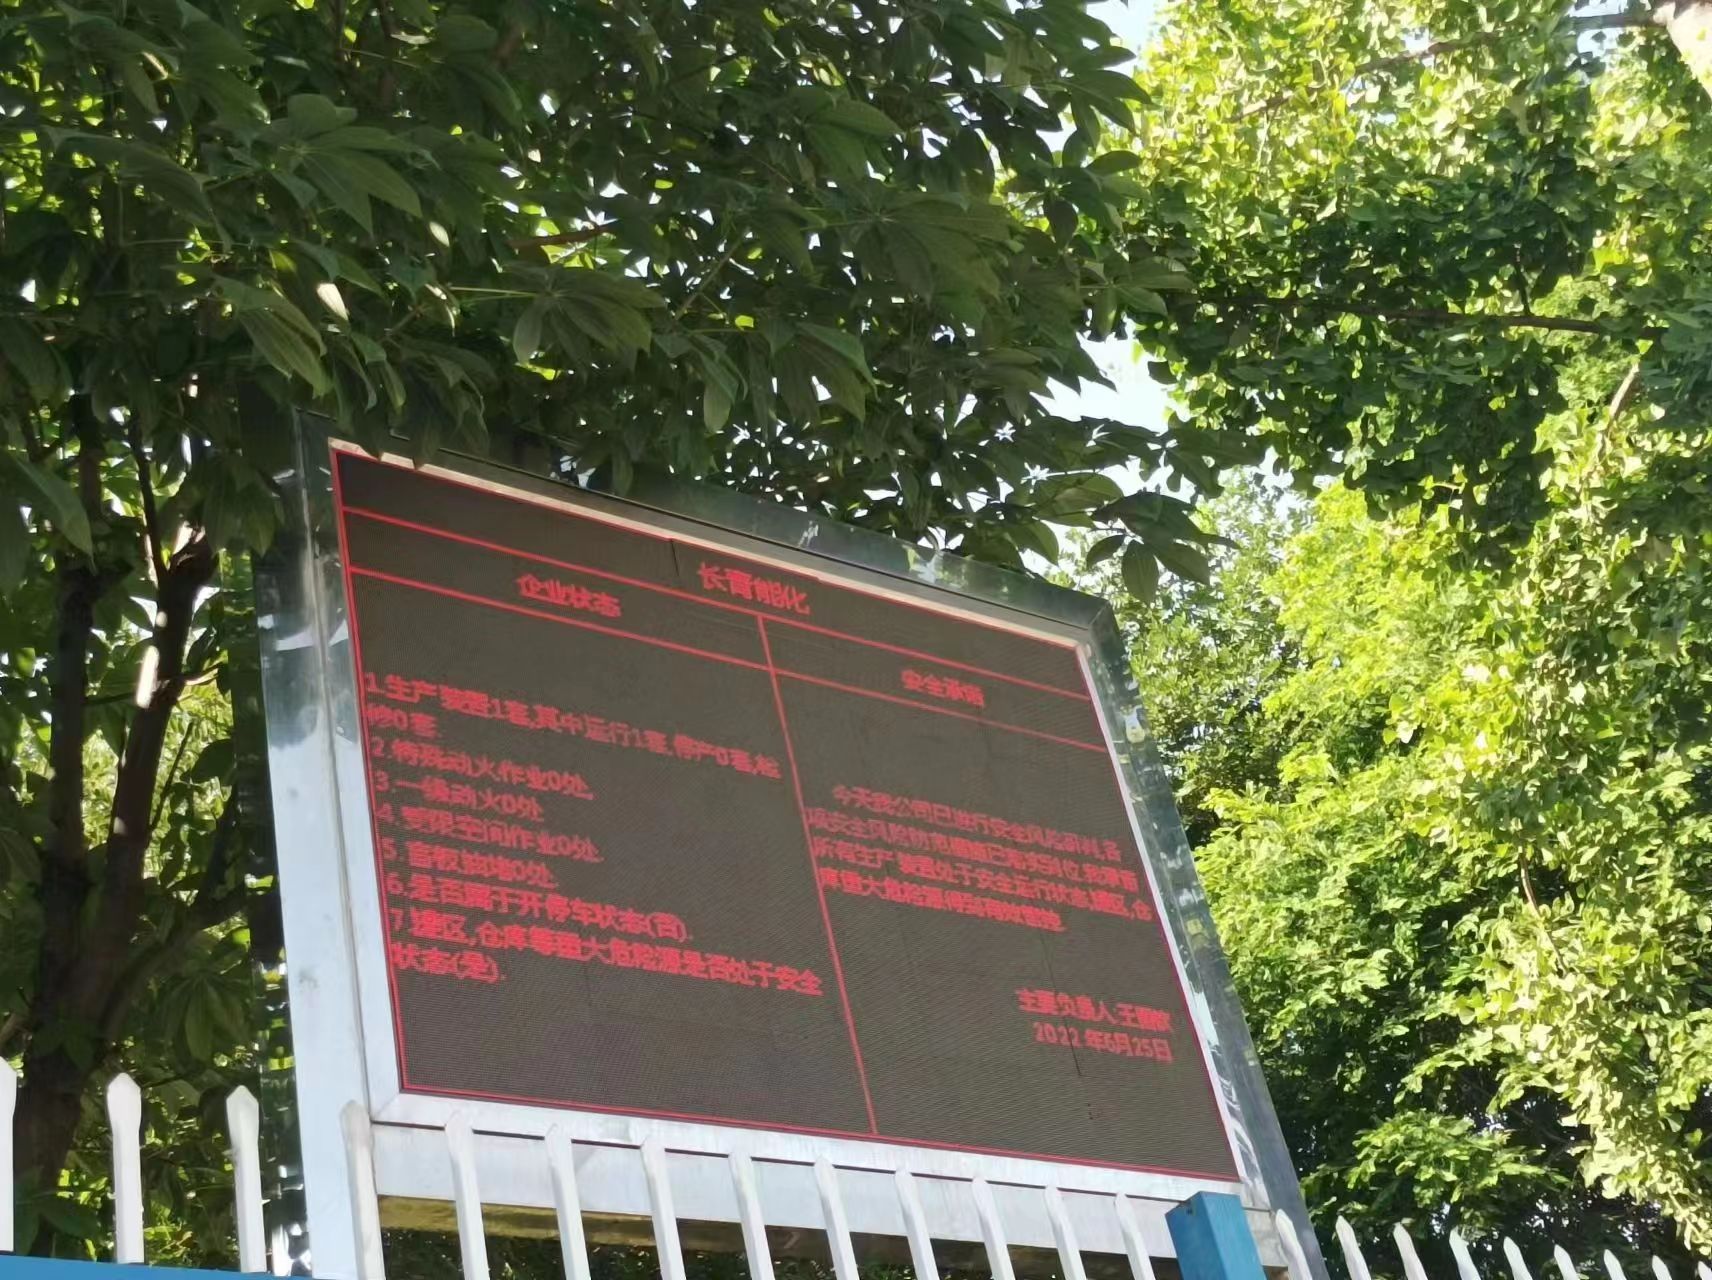 长青能化
企业状态
安全承诺
1.生产装置1套,其中运行1套,停产0套,检
修0套.
2.特殊动火作业0处.
3.一级动火0处.
4.受限空间作业0处.
5.盲板抽堵0处.
6.是否属于开停车状态(否).
7.罐区,仓库等重大危险源是否处于安全
状态(是).
今天我公司已进行安全风险研判,各
项安全风险防范措施已落实到位,我承诺
所有生产装置处于安全运行状态,罐区,仓
库重大危险源得到有效管控.
主要负责人:王
2022年6月25日